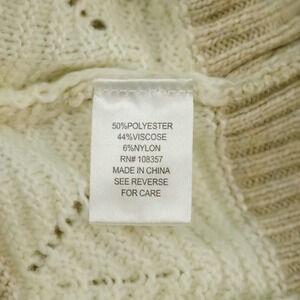 50%POLYESTER
44%VISCOSE
6%NYLON
RN# 108357
MADE IN CHINA
SEE REVERSE
FOR CARE